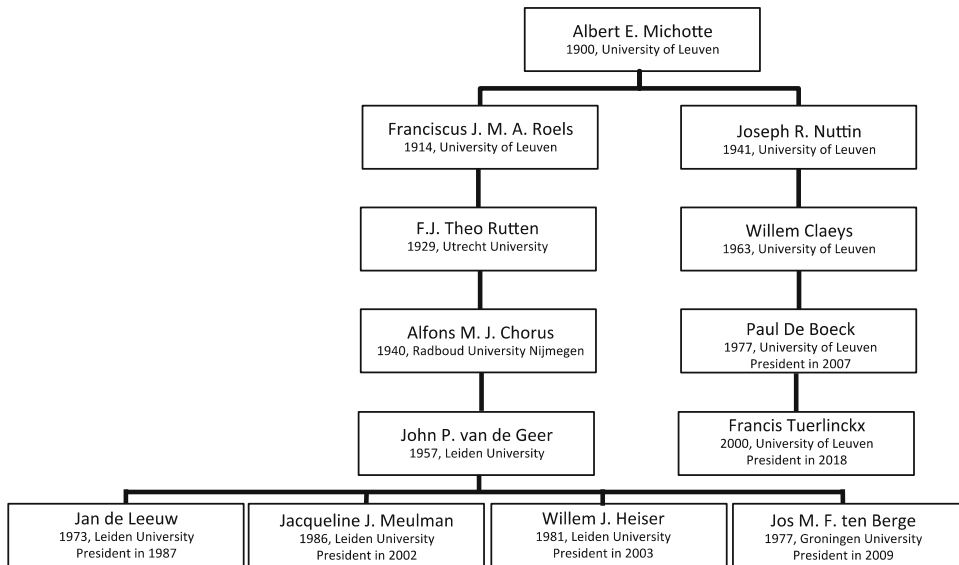 Albert E. Michotte
1900, University of Leuven
Franciscus J. M. A. Roels
1914, University of Leuven
Joseph R. Nuttin
1941, University of Leuven
F.J. Theo Rutten
1929, Utrecht University
Willem Claeys
1963, University of Leuven
Alfons M. J. Chorus
1940, Radboud University Nijmegen
Paul De Boeck
1977, University of Leuven
President in 2007
John P. van de Geer
1957, Leiden University
Francis Tuerlinckx
2000, University of Leuven
President in 2018
Jan de Leeuw
1973, Leiden University
President in 1987
Jacqueline J. Meulman
1986, Leiden University
President in 2002
Willem J. Heiser
1981, Leiden University
President in 2003
Jos M. F. ten Berge
1977, Groningen University
President in 2009